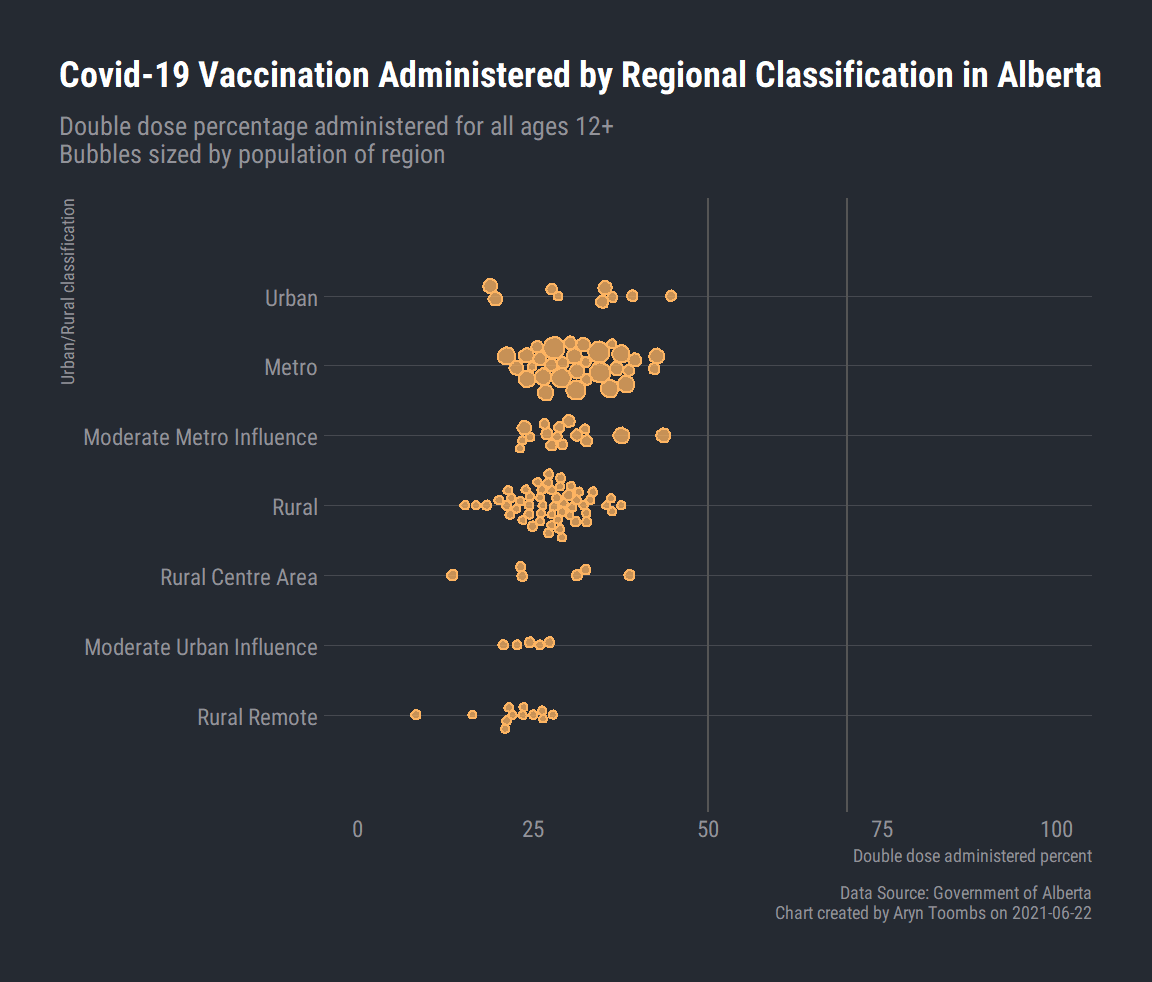 Covid-19 Vaccination Administered by Regional Classification in Alberta
Double dose percentage administered for all ages 12+
Bubbles sized by population of region
Urban/Rural classification
Urban
Metro
Moderate Metro Influence
Rural
Rural Centre Area
Moderate Urban Influence
Rural Remote
0 25 50 75 100
Double dose administered percent
Data Source: Government of Alberta
Chart created by Aryn Toombs on 2021-06-22